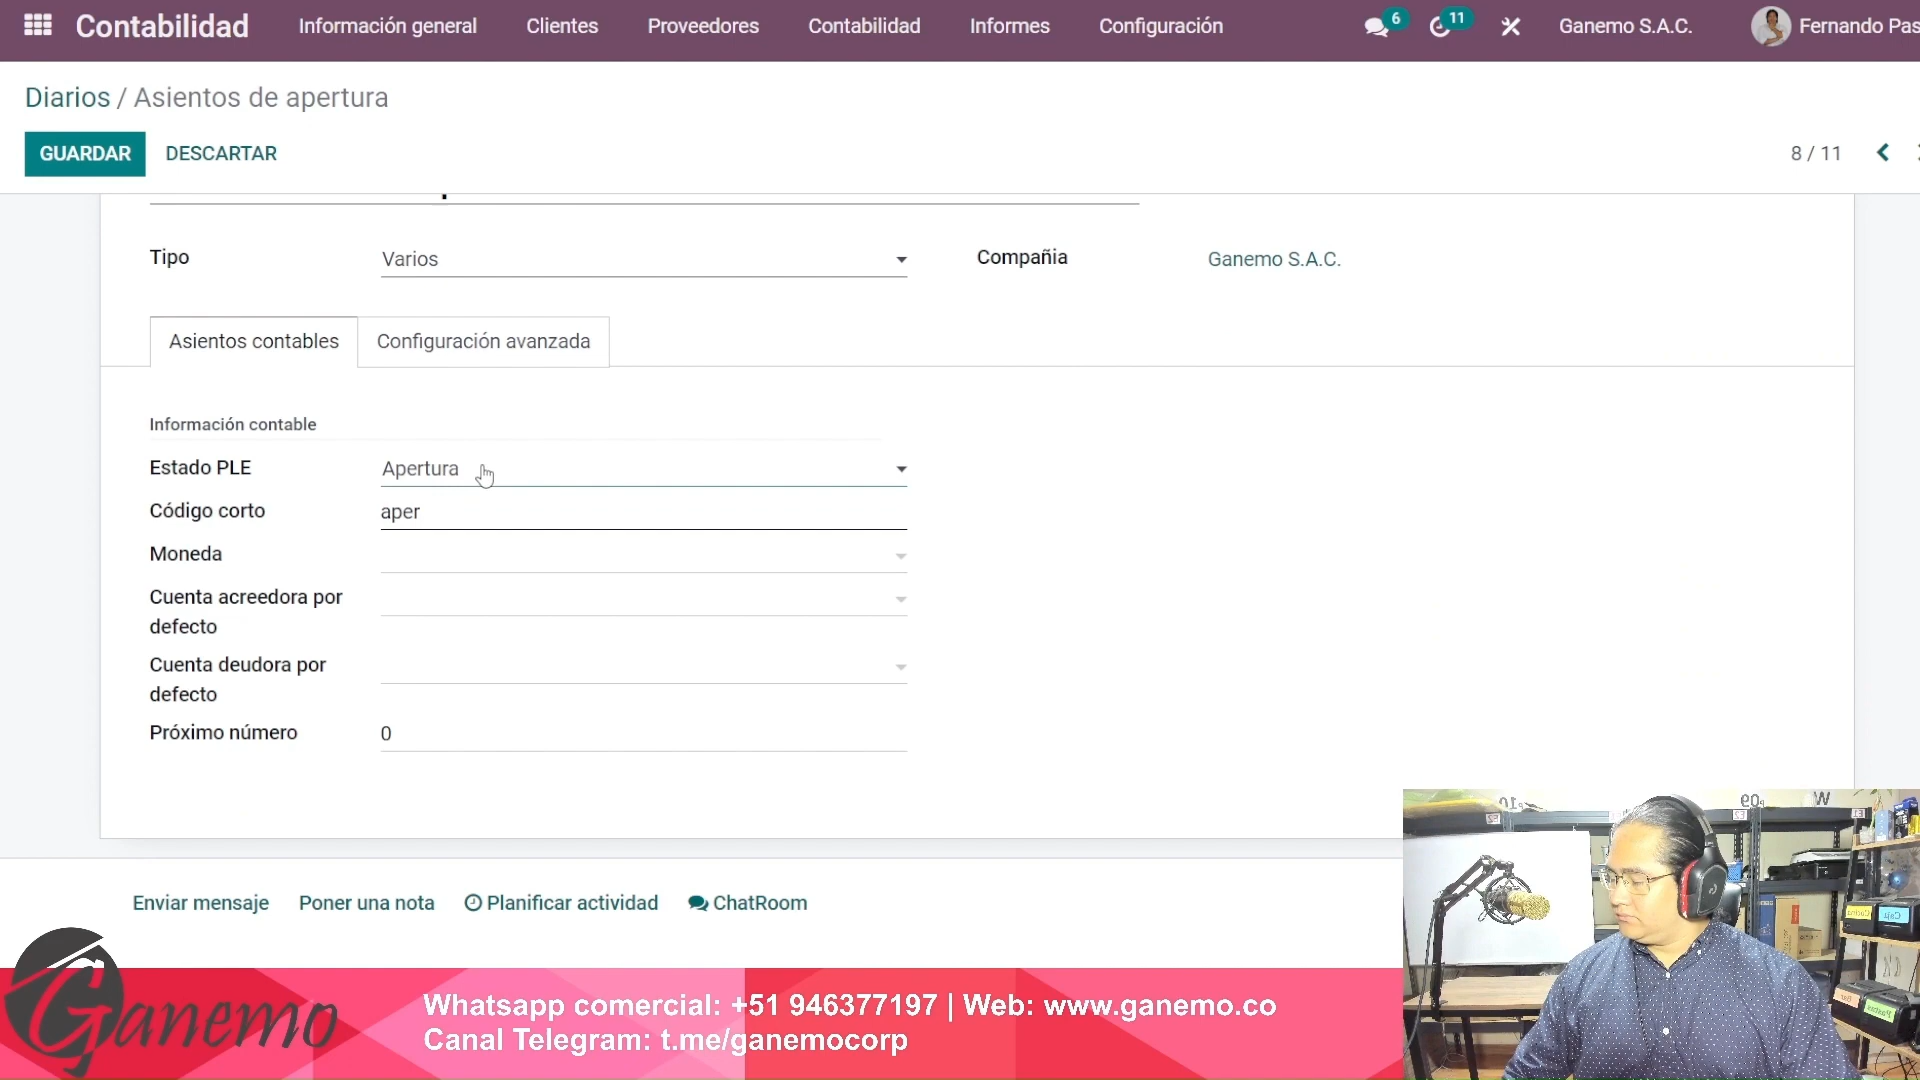 Contabilidad Información general Clientes Proveedores Contabilidad Informes Configuración 6 11 Ganemo S.A.C. Fernando Pas
Diarios / Asientos de apertura
GUARDAR DESCARTAR 8 / 11
Tipo Varios Compañia Ganemo S.A.C.
Asientos contables Configuración avanzada
Información contable
Estado PLE Apertura
Código corto aper
Moneda
Cuenta acreedora por
defecto
Cuenta deudora por
defecto
Próximo número 0
Enviar mensaje Poner una nota Planificar actividad ChatRoom
Ganemo
Whatsapp comercial: +51 946377197 | Web: www.ganemo.co
Canal Telegram: t.me/ganemocorp